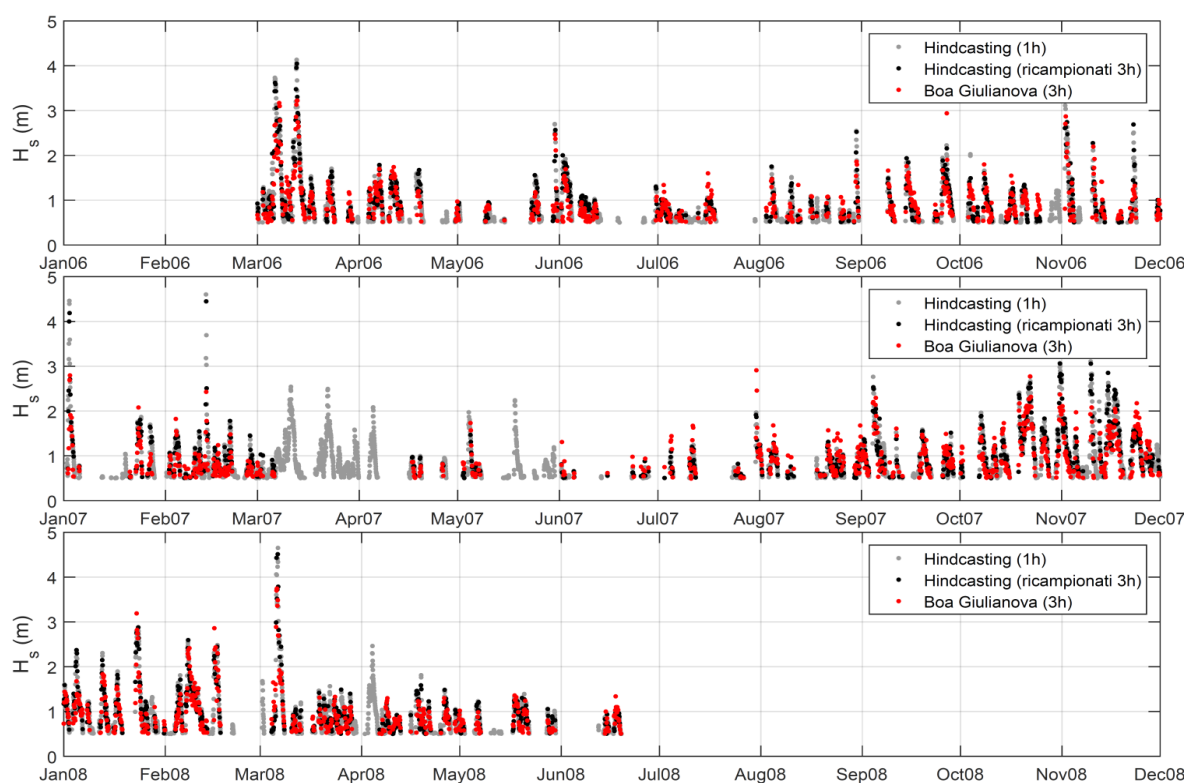 5
4
3
2
1
0
H_s (m)
Hindcasting (1h)
Hindcasting (ricampionati 3h)
Boa Giulianova (3h)
Jan06 Feb06 Mar06 Apr06 May06 Jun06 Jul06 Aug06 Sep06 Oct06 Nov06 Dec06
5
4
3
2
1
0
H_s (m)
Hindcasting (1h)
Hindcasting (ricampionati 3h)
Boa Giulianova (3h)
Jan07 Feb07 Mar07 Apr07 May07 Jun07 Jul07 Aug07 Sep07 Oct07 Nov07 Dec07
5
4
3
2
1
0
H_s (m)
Hindcasting (1h)
Hindcasting (ricampionati 3h)
Boa Giulianova (3h)
Jan08 Feb08 Mar08 Apr08 May08 Jun08 Jul08 Aug08 Sep08 Oct08 Nov08 Dec08